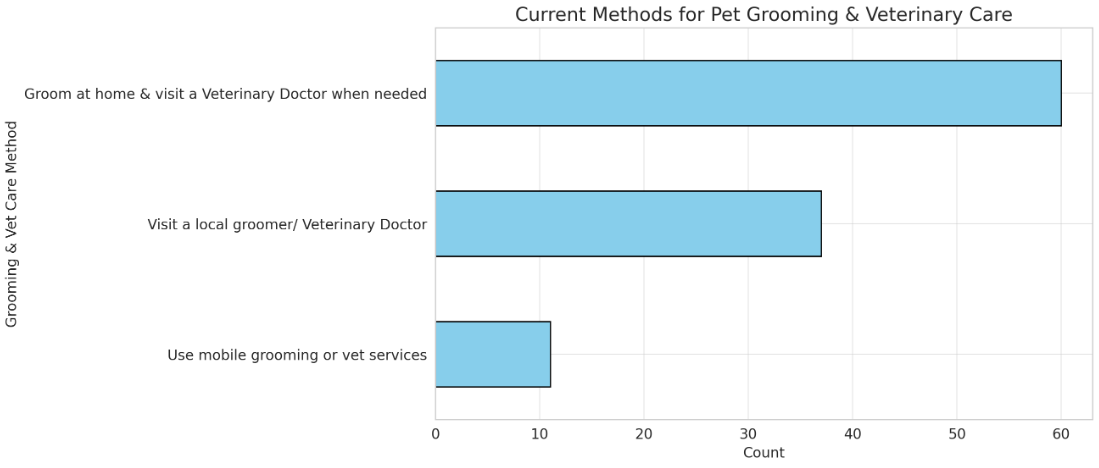 Current Methods for Pet Grooming & Veterinary Care
Grooming & Vet Care Method
Groom at home & visit a Veterinary Doctor when needed
Visit a local groomer/ Veterinary Doctor
Use mobile grooming or vet services
0 10 20 30 40 50 60
Count